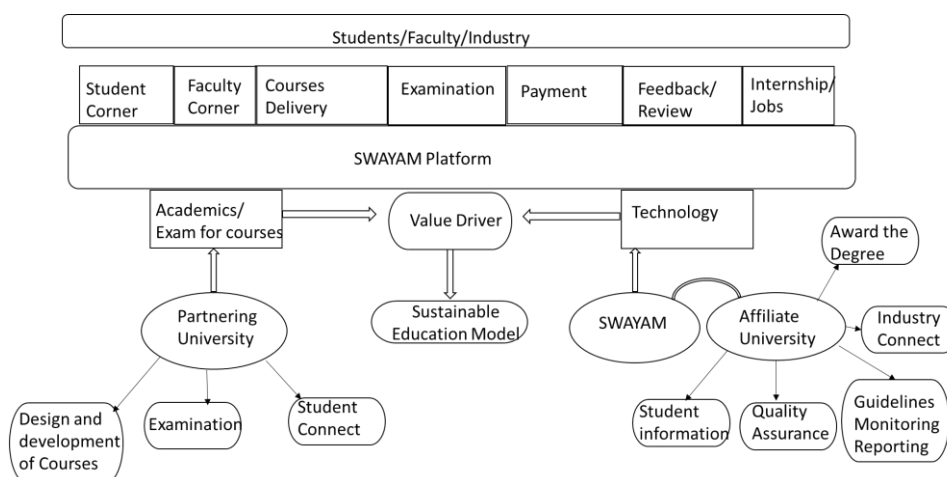 Students/Faculty/Industry
Student
Corner
Faculty
Corner
Courses
Delivery
Examination
Payment
Feedback/
Review
Internship/
Jobs
SWAYAM Platform
Academics/
Exam for courses
Value Driver
Technology
Award the
Degree
Partnering
University
Sustainable
Education Model
SWAYAM
Affiliate
University
Industry
Connect
Design and
development
of Courses
Examination
Student
Connect
Student
information
Quality
Assurance
Guidelines
Monitoring
Reporting